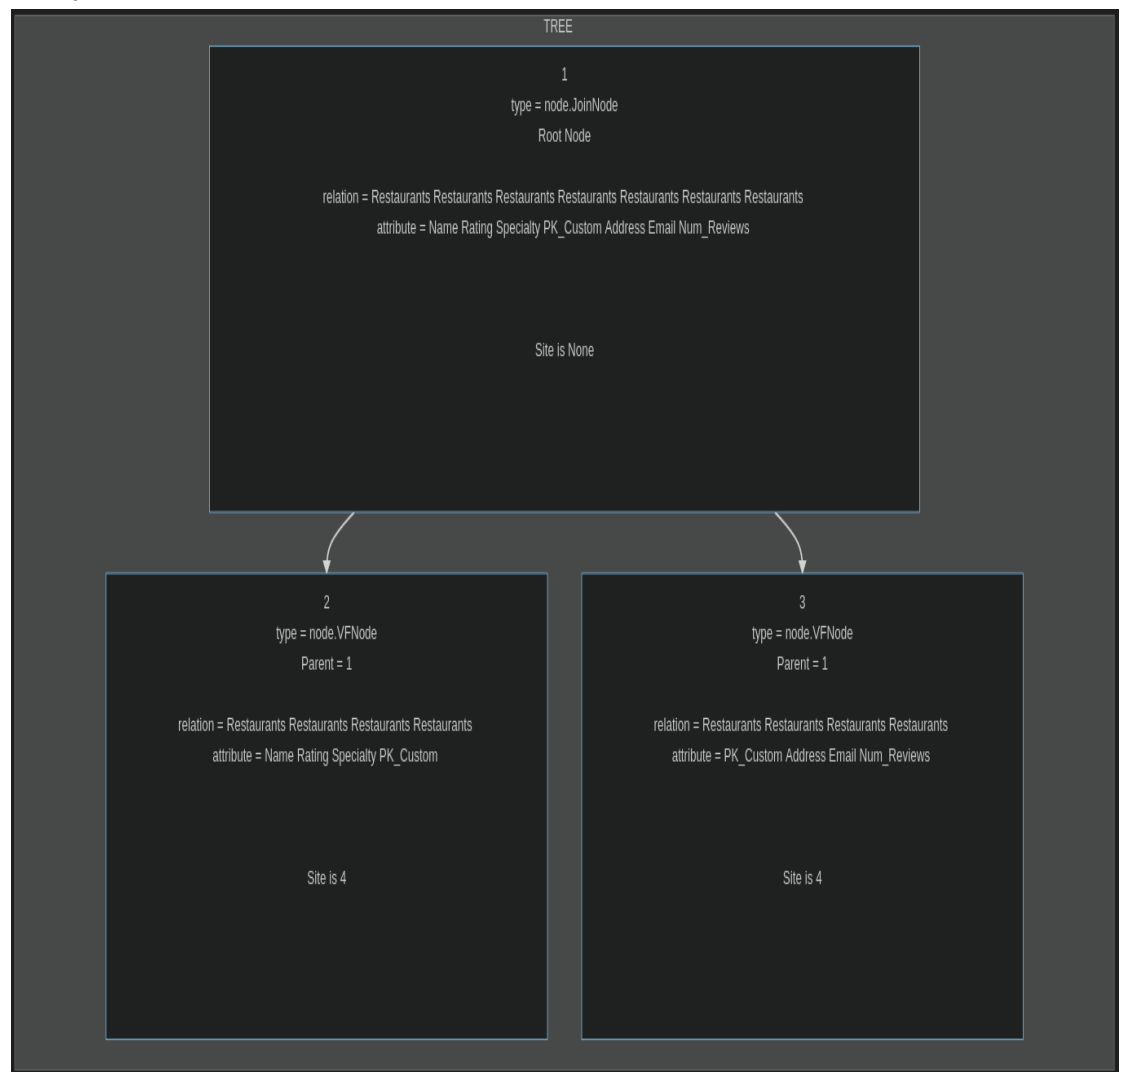 TREE
1
type = node.JoinNode
Root Node
relation = Restaurants Restaurants Restaurants Restaurants Restaurants Restaurants Restaurants
attribute = Name Rating Specialty PK_Custom Address Email Num_Reviews
Site is None
2
type = node.VFNode
Parent = 1
relation = Restaurants Restaurants Restaurants Restaurants
attribute = Name Rating Specialty PK_Custom
Site is 4
3
type = node.VFNode
Parent = 1
relation = Restaurants Restaurants Restaurants Restaurants
attribute = PK_Custom Address Email Num_Reviews
Site is 4